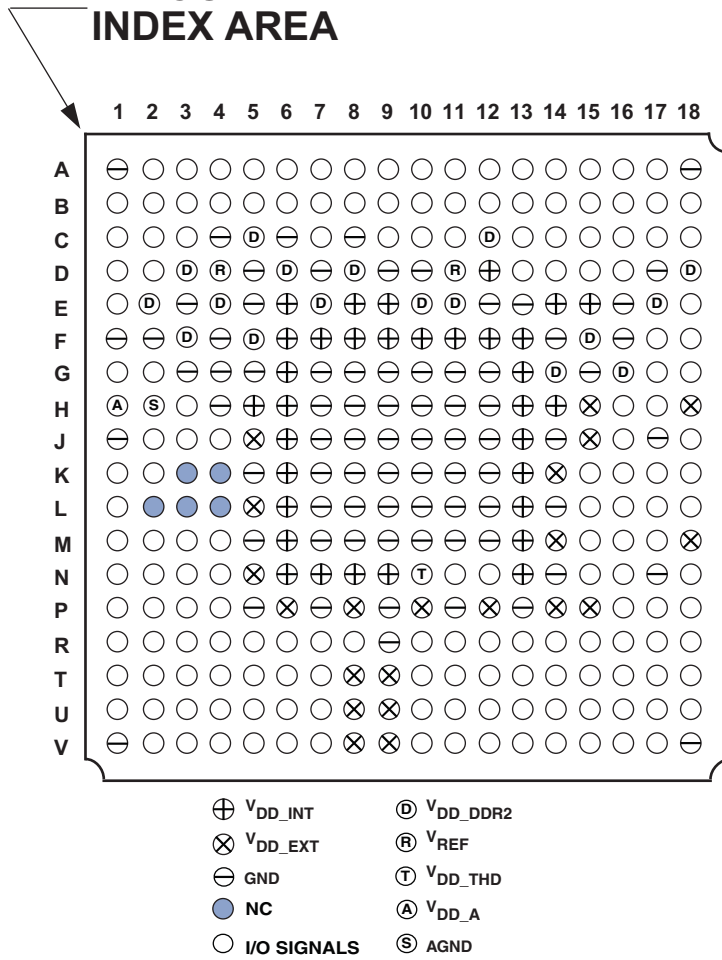 INDEX AREA
1 2 3 4 5 6 7 8 9 10 11 12 13 14 15 16 17 18
A
B
C D D
D D R D D R D
E D D D D D D
F D D D
G D D
H A S
J
K
L
M
N T
P
R
T
U
V
VDD_INT D VDD_DDR2
VDD_EXT R VREF
GND T VDD_THD
NC A VDD_A
I/O SIGNALS S AGND